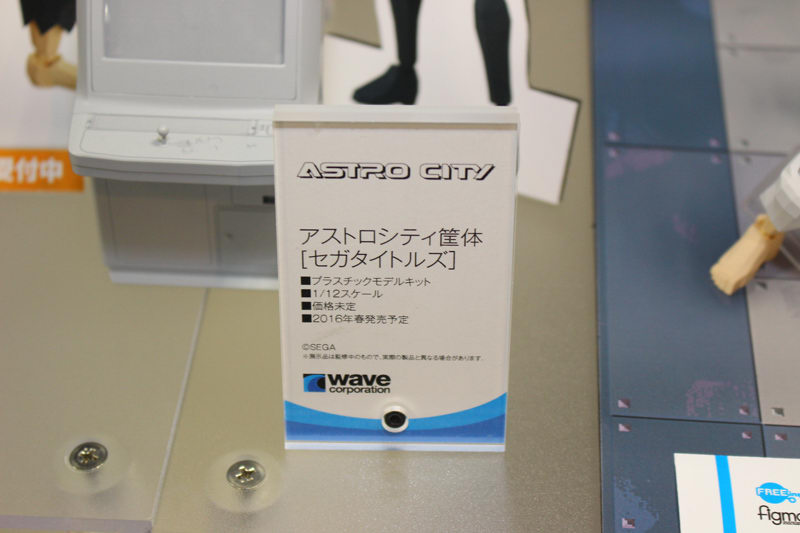 受付中
ASTRO CITY
アストロシティ筐体
[セガタイトルズ]
■プラスチックモデルキット
■1/12スケール
■価格未定
■2016年春発売予定
©SEGA
※展示品は監修中のもので、実際の製品と異なる場合があります。
wave
corporation
FREEing
figma